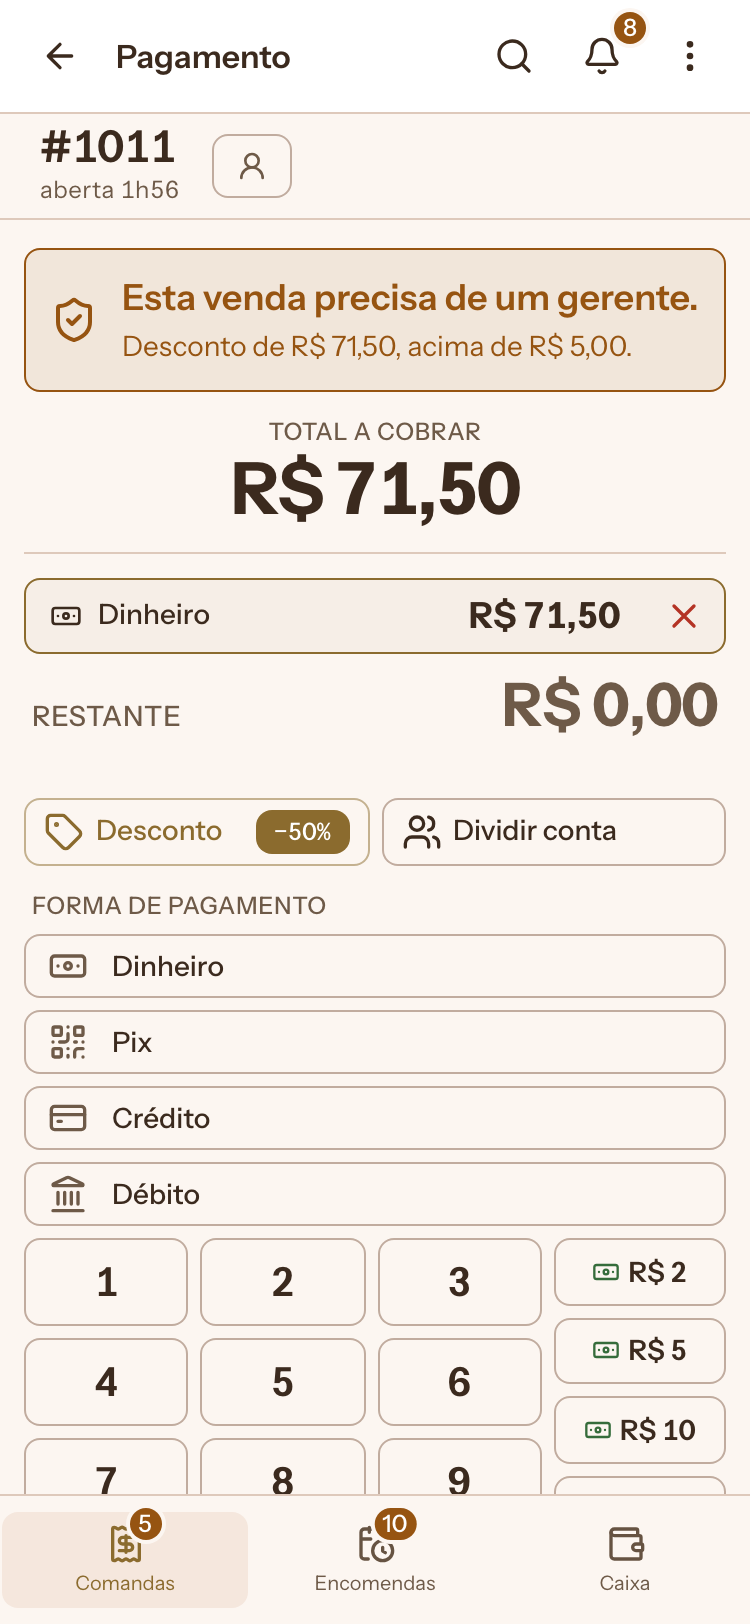 Pagamento
8
#1011
aberta 1h56
Esta venda precisa de um gerente.
Desconto de R$ 71,50, acima de R$ 5,00.
TOTAL A COBRAR
R$ 71,50
Dinheiro R$ 71,50
RESTANTE R$ 0,00
Desconto −50% Dividir conta
FORMA DE PAGAMENTO
Dinheiro
Pix
Crédito
Débito
1 2 3 R$ 2
4 5 6 R$ 5
R$ 10
7 8 9
5 10
Comandas Encomendas Caixa